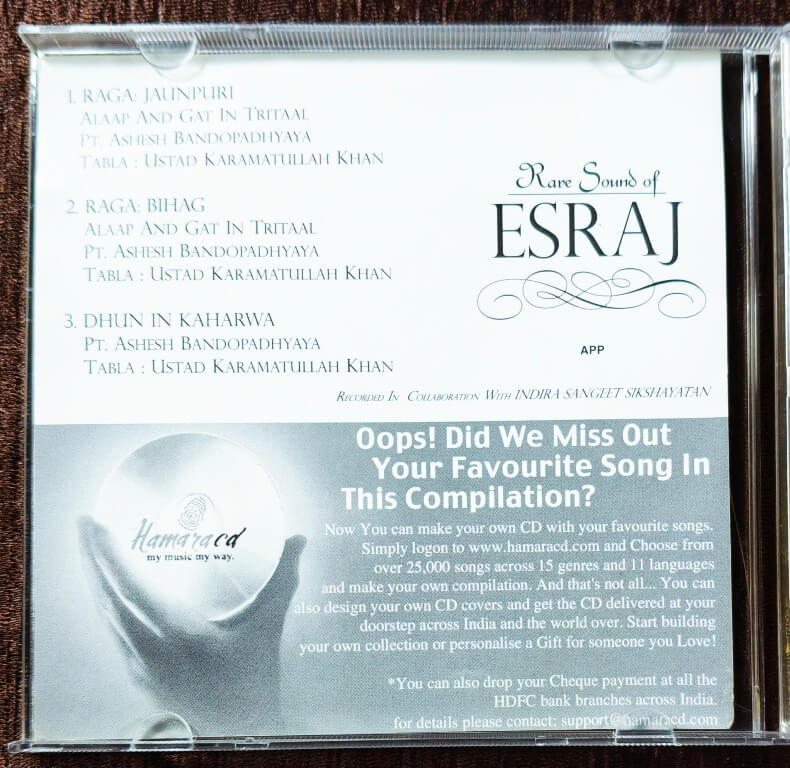 1. RAGA: JAUNPURI
ALAAP AND GAT IN TRITAAL
PT. ASHESH BANDOPADHYAYA
TABLA : USTAD KARAMATULLAH KHAN
2. RAGA: BIHAG
ALAAP AND GAT IN TRITAAL
PT. ASHESH BANDOPADHYAYA
TABLA : USTAD KARAMATULLAH KHAN
3. DHUN IN KAHARWA
PT. ASHESH BANDOPADHYAYA
TABLA : USTAD KARAMATULLAH KHAN
Rare Sound of
ESRAJ
APP
RECORDED IN COLLABORATION WITH INDIRA SANGEET SIKSHAYATAN
Oops! Did We Miss Out
Your Favourite Song In
This Compilation?
Hamaracd
my music my way.
Now You can make your own CD with your favourite songs.
Simply logon to www.hamaracd.com and Choose from
over 25,000 songs across 15 genres and 11 languages
and make your own compilation. And that's not all... You can
also design your own CD covers and get the CD delivered at your
doorstep across India and the world over. Start building
your own collection or personalise a Gift for someone you Love!
*You can also drop your Cheque payment at all the
HDFC bank branches across India.
for details please contact: support@hamaracd.com